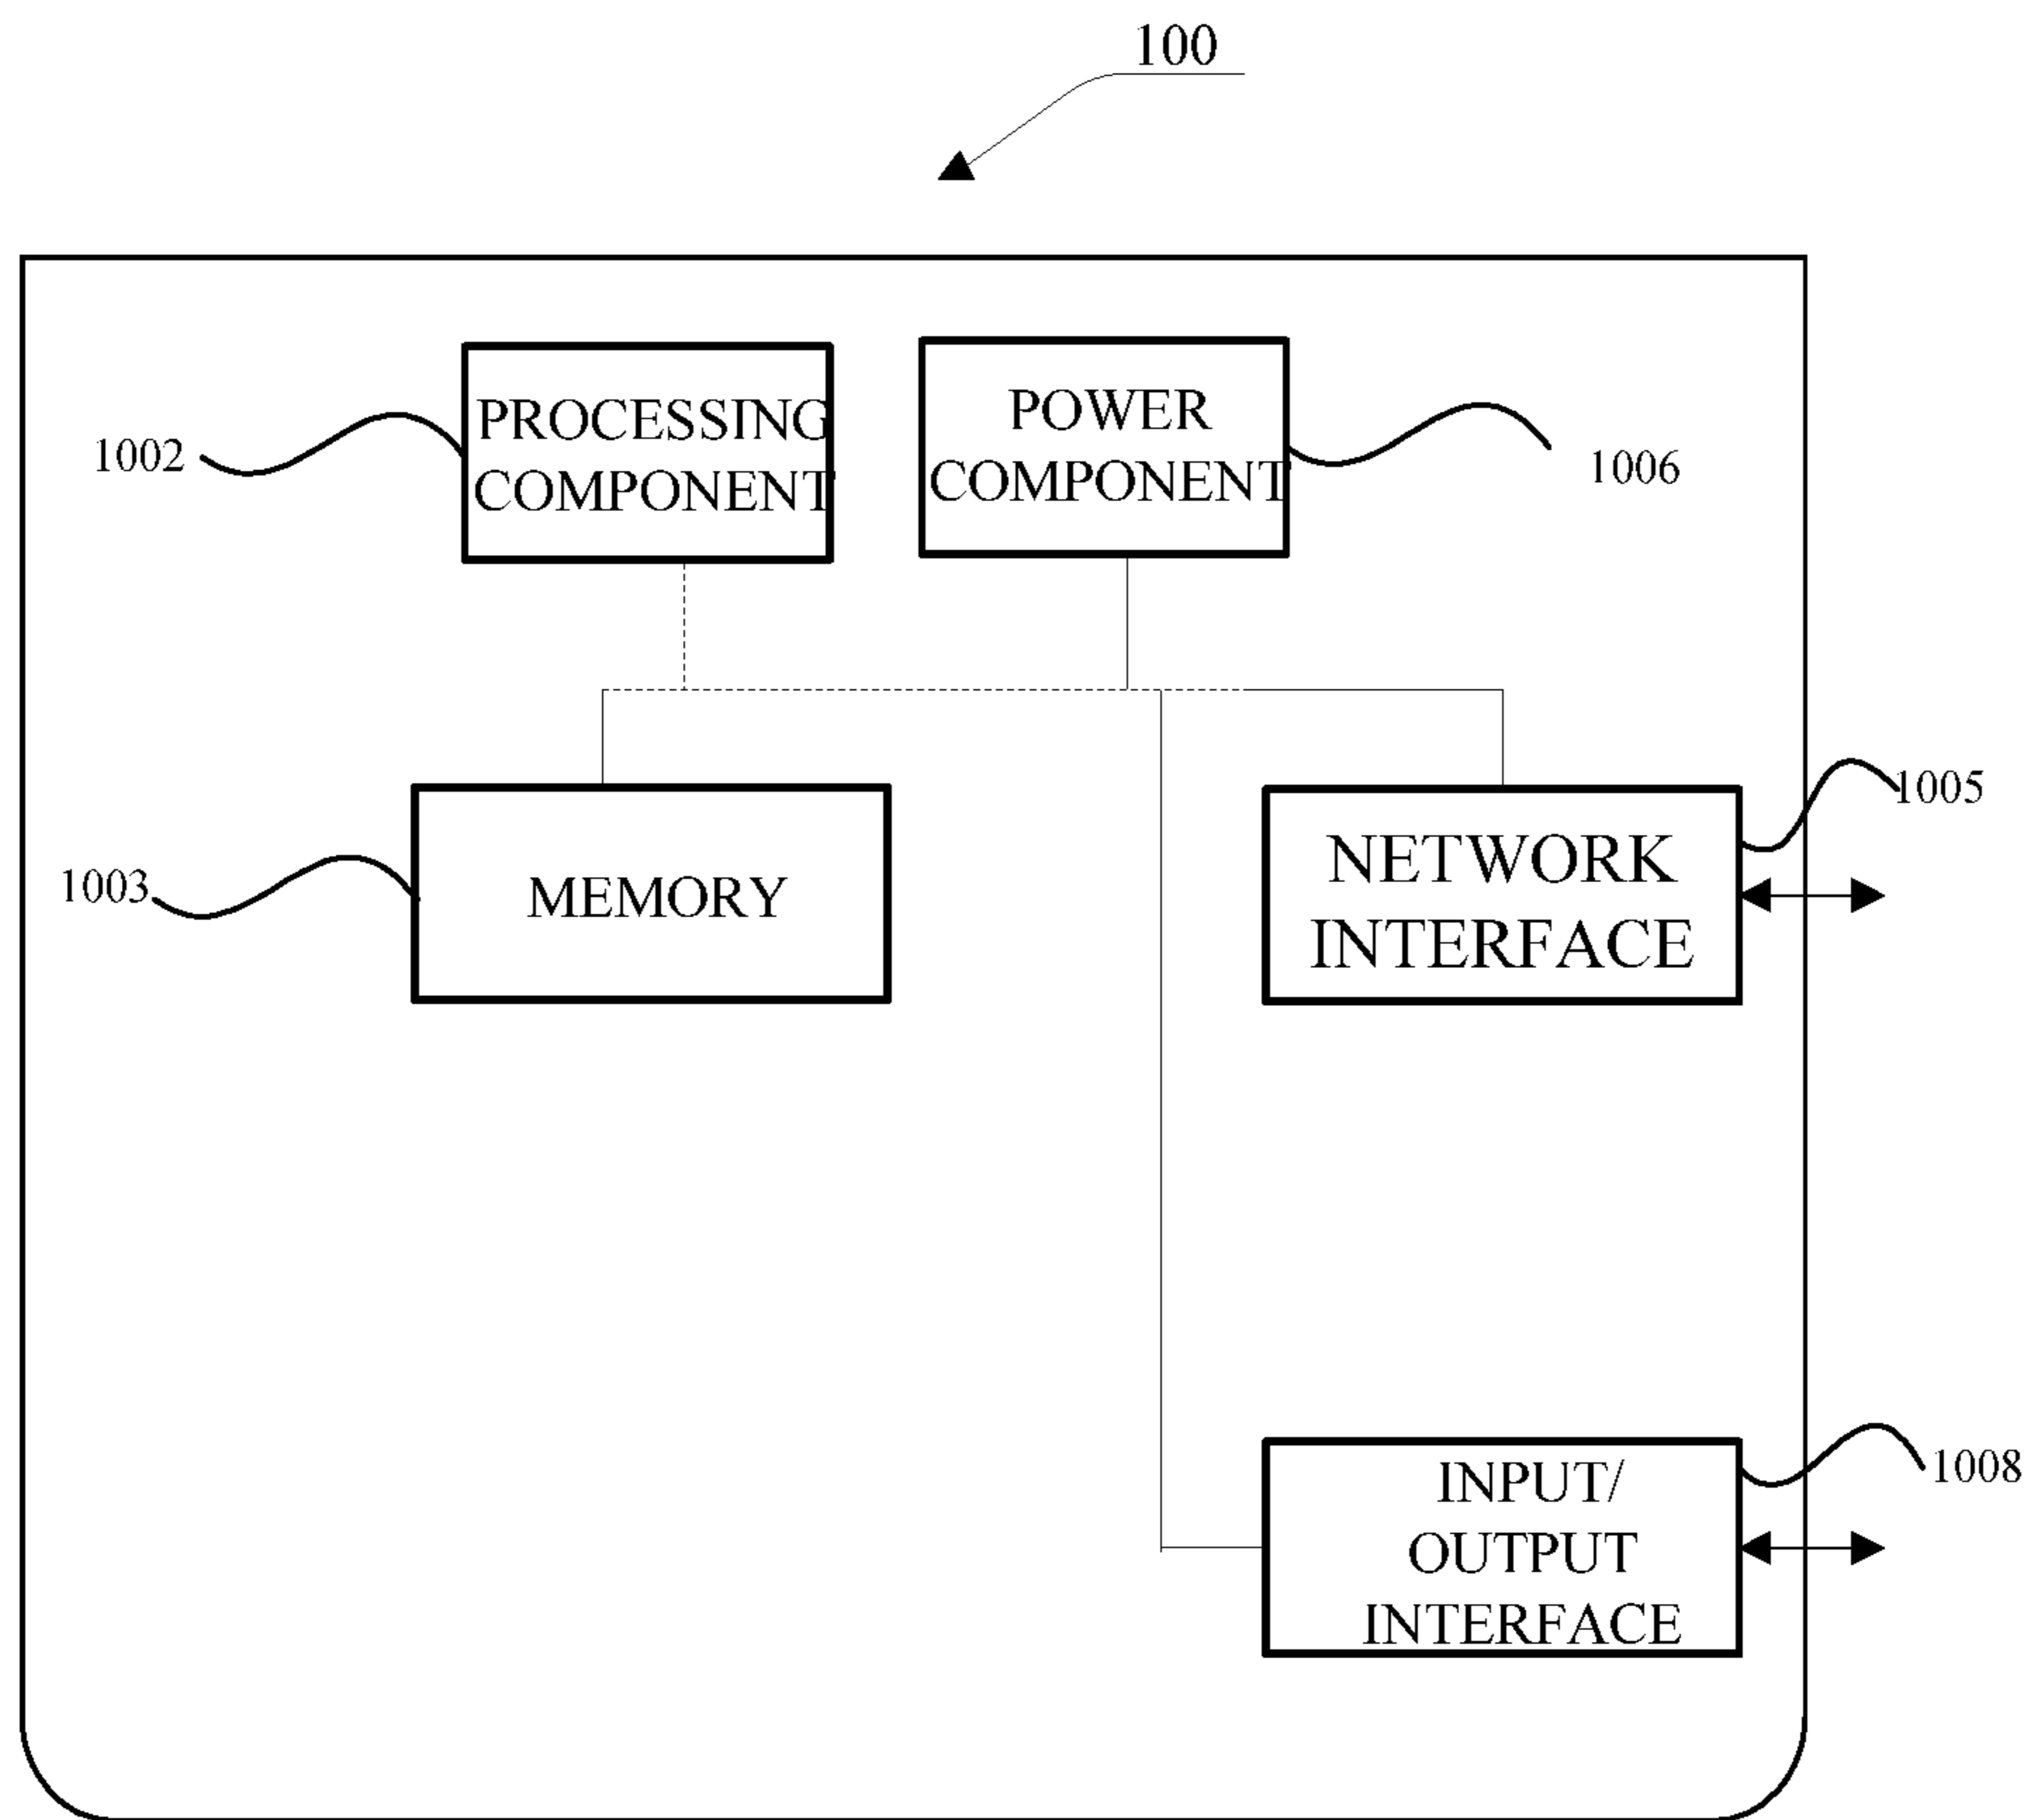 100
PROCESSING
COMPONENT
1002
POWER
COMPONENT
1006
1003
MEMORY
NETWORK
INTERFACE
1005
INPUT/
OUTPUT
INTERFACE
1008